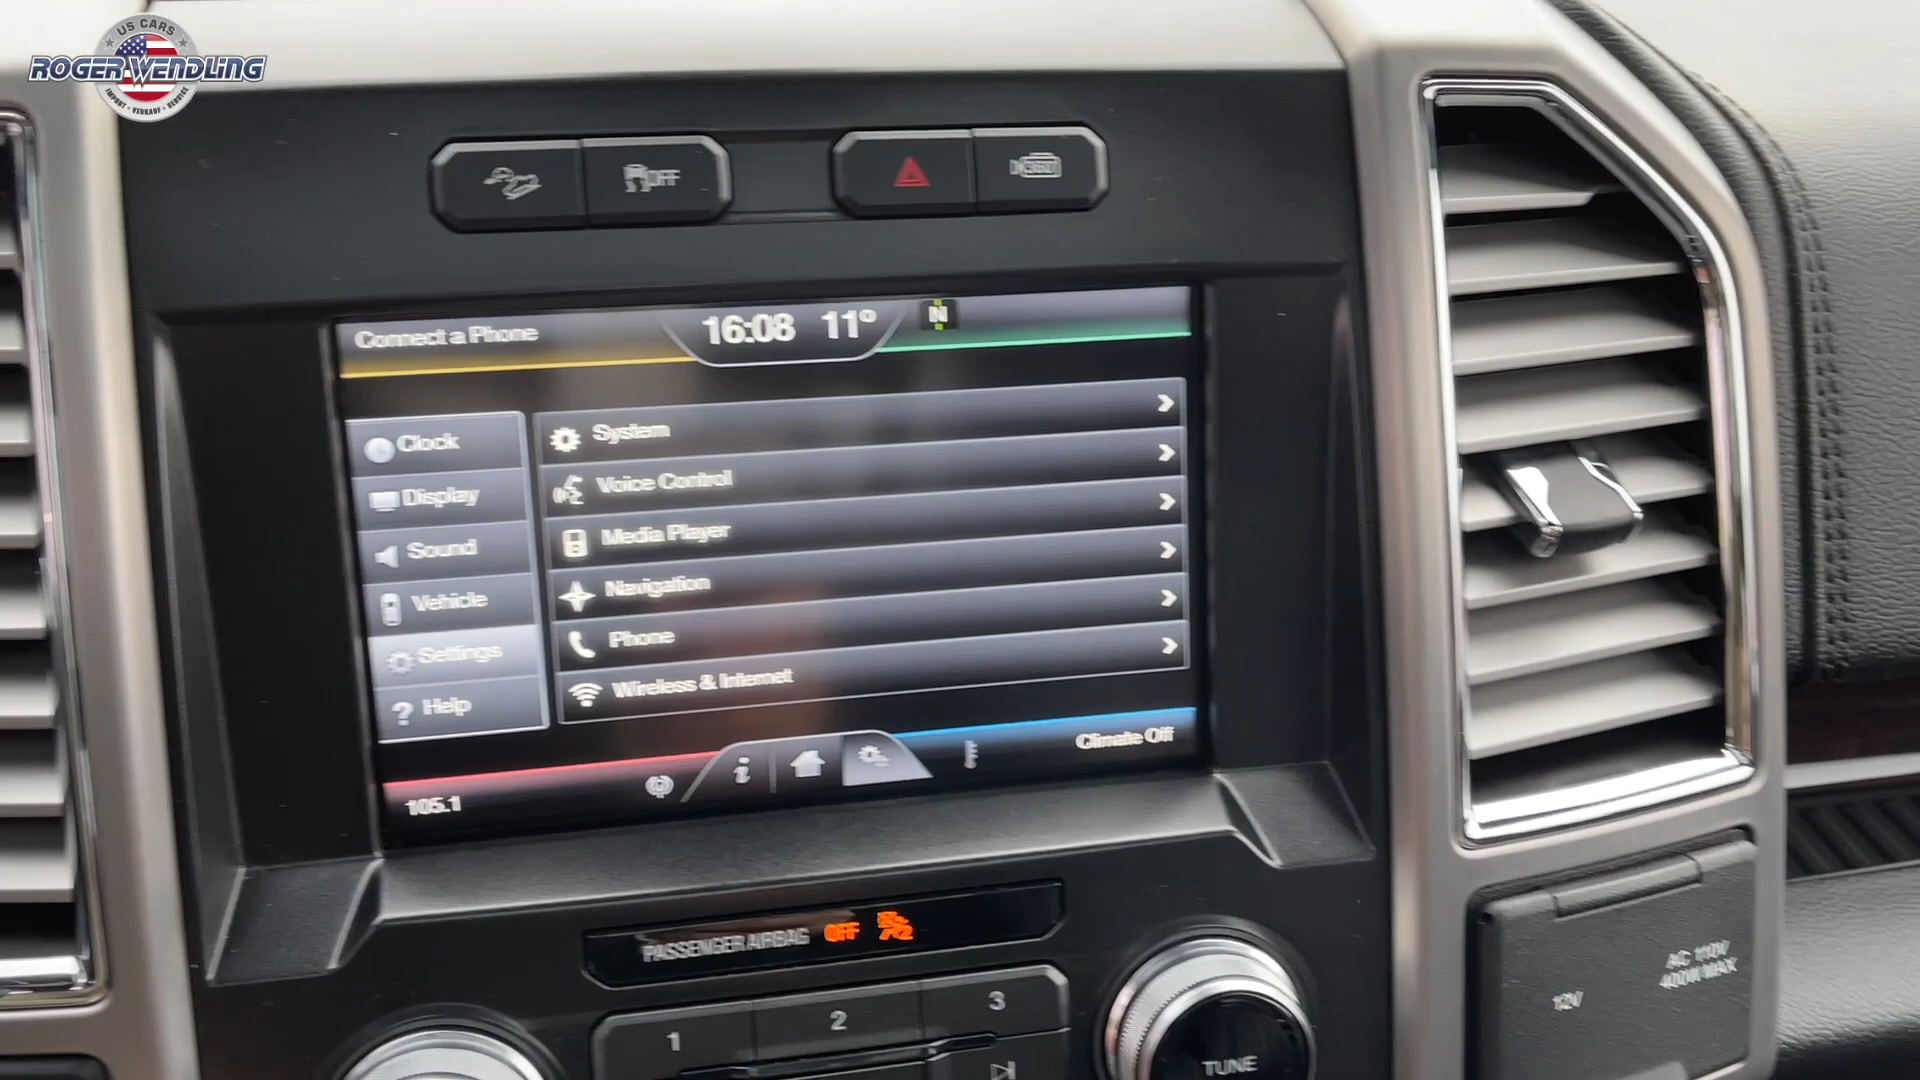 US CARS
ROGER WENDLING
IMPORT • VERKAUF • SERVICE
OFF
360
Connect a Phone
16:08 11° N
Clock
Display
Sound
Vehicle
Settings
Help
System
Voice Control
Media Player
Navigation
Phone
Wireless & Internet
105.1
i
Climate Off
PASSENGER AIRBAG OFF
1 2 3
TUNE
12V
AC 110V
400W MAX